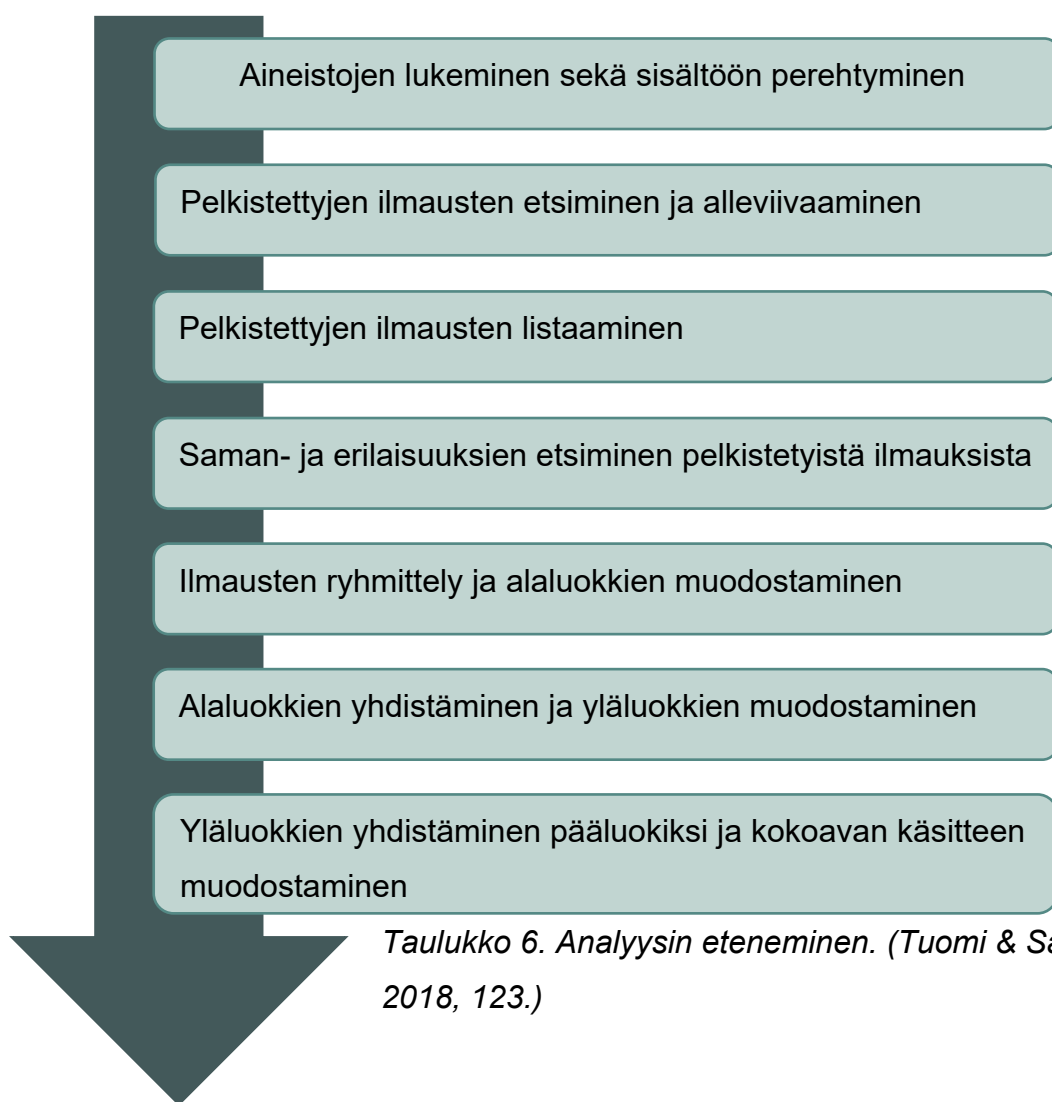 Aineistojen lukeminen sekä sisältöön perehtyminen
Pelkistettyjen ilmausten etsiminen ja alleviivaaminen
Pelkistettyjen ilmausten listaaminen
Saman- ja erilaisuuksien etsiminen pelkistetyistä ilmauksista
Ilmausten ryhmittely ja alaluokkien muodostaminen
Alaluokkien yhdistäminen ja yläluokkien muodostaminen
Yläluokkien yhdistäminen pääluokiksi ja kokoavan käsitteen
muodostaminen
Taulukko 6. Analyysin eteneminen. (Tuomi &
2018, 123.)